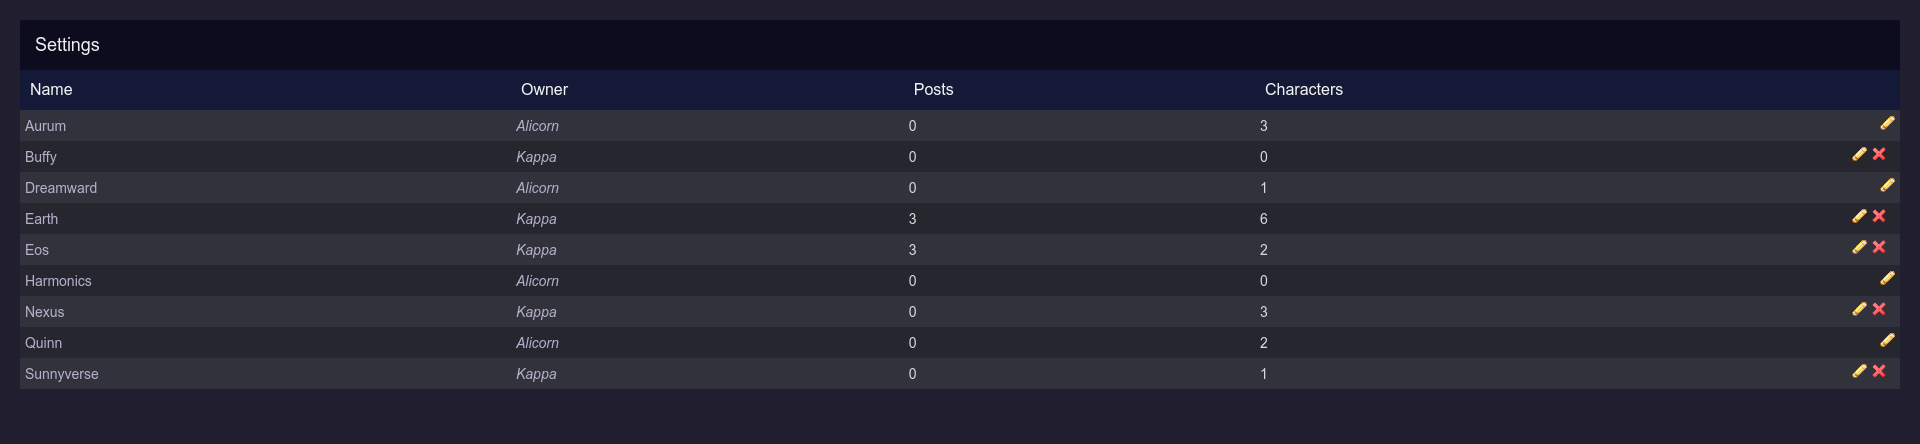 Settings
Name Owner Posts Characters
Aurum Alicorn 0 3
Buffy Kappa 0 0
Dreamward Alicorn 0 1
Earth Kappa 3 6
Eos Kappa 3 2
Harmonics Alicorn 0 0
Nexus Kappa 0 3
Quinn Alicorn 0 2
Sunnyverse Kappa 0 1